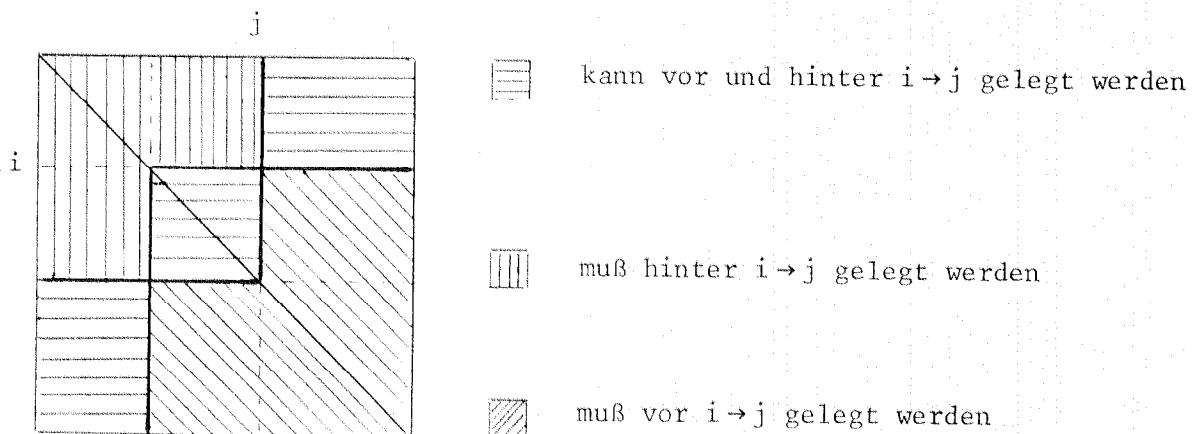 j
kann vor und hinter i→j gelegt werden
i
muß hinter i→j gelegt werden
muß vor i→j gelegt werden